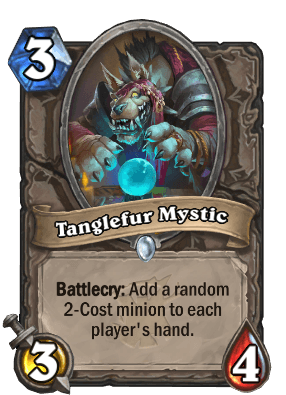 3
Tanglefur Mystic
Battlecry: Add a random
2-Cost minion to each
player's hand.
3
4